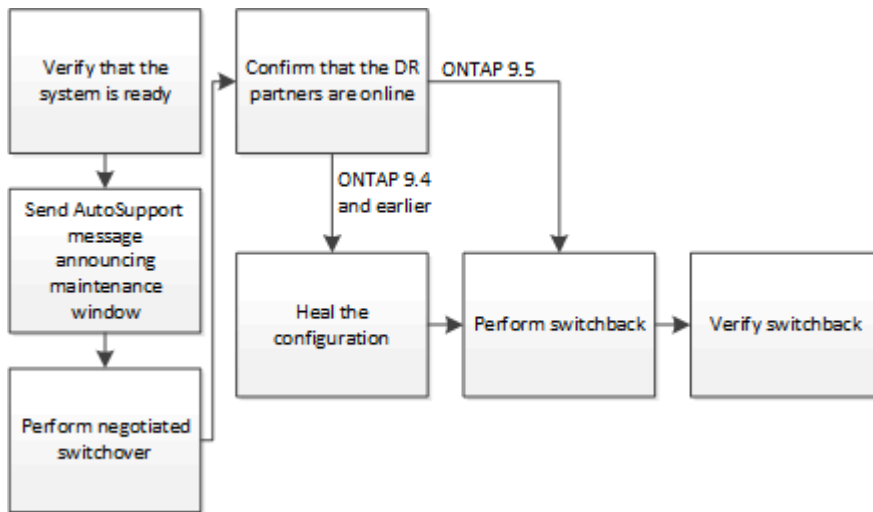 Verify that the
system is ready
Send AutoSupport
message
announcing
maintenance
window
Perform negotiated
switchover
Confirm that the DR
partners are online
ONTAP 9.5
ONTAP 9.4
and earlier
Heal the
configuration
Perform switchback
Verify switchback